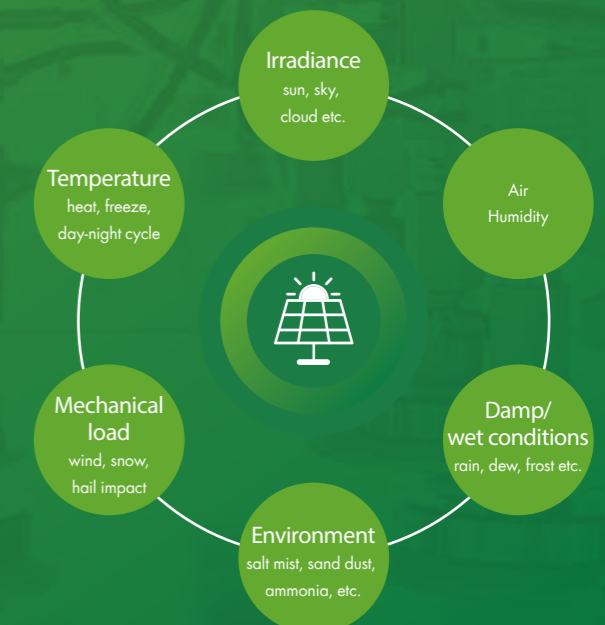 Irradiance
sun, sky,
cloud etc.
Air
Humidity
Damp/
wet conditions
rain, dew, frost etc.
Environment
salt mist, sand dust,
ammonia, etc.
Mechanical
load
wind, snow,
hail impact
Temperature
heat, freeze,
day-night cycle